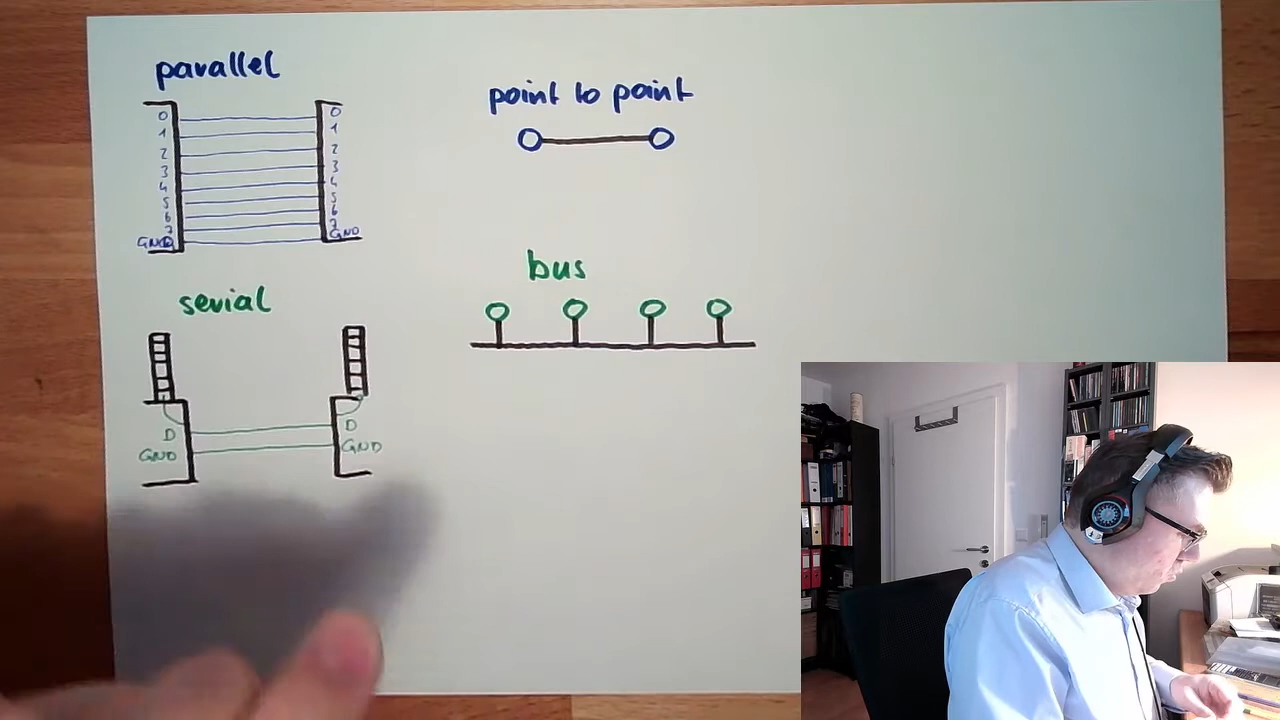 parallel
0 0
1 1
2 2
3 3
4 4
5 5
6 6
7 7
GND GND
serial
D D
GND GND
point to point
bus